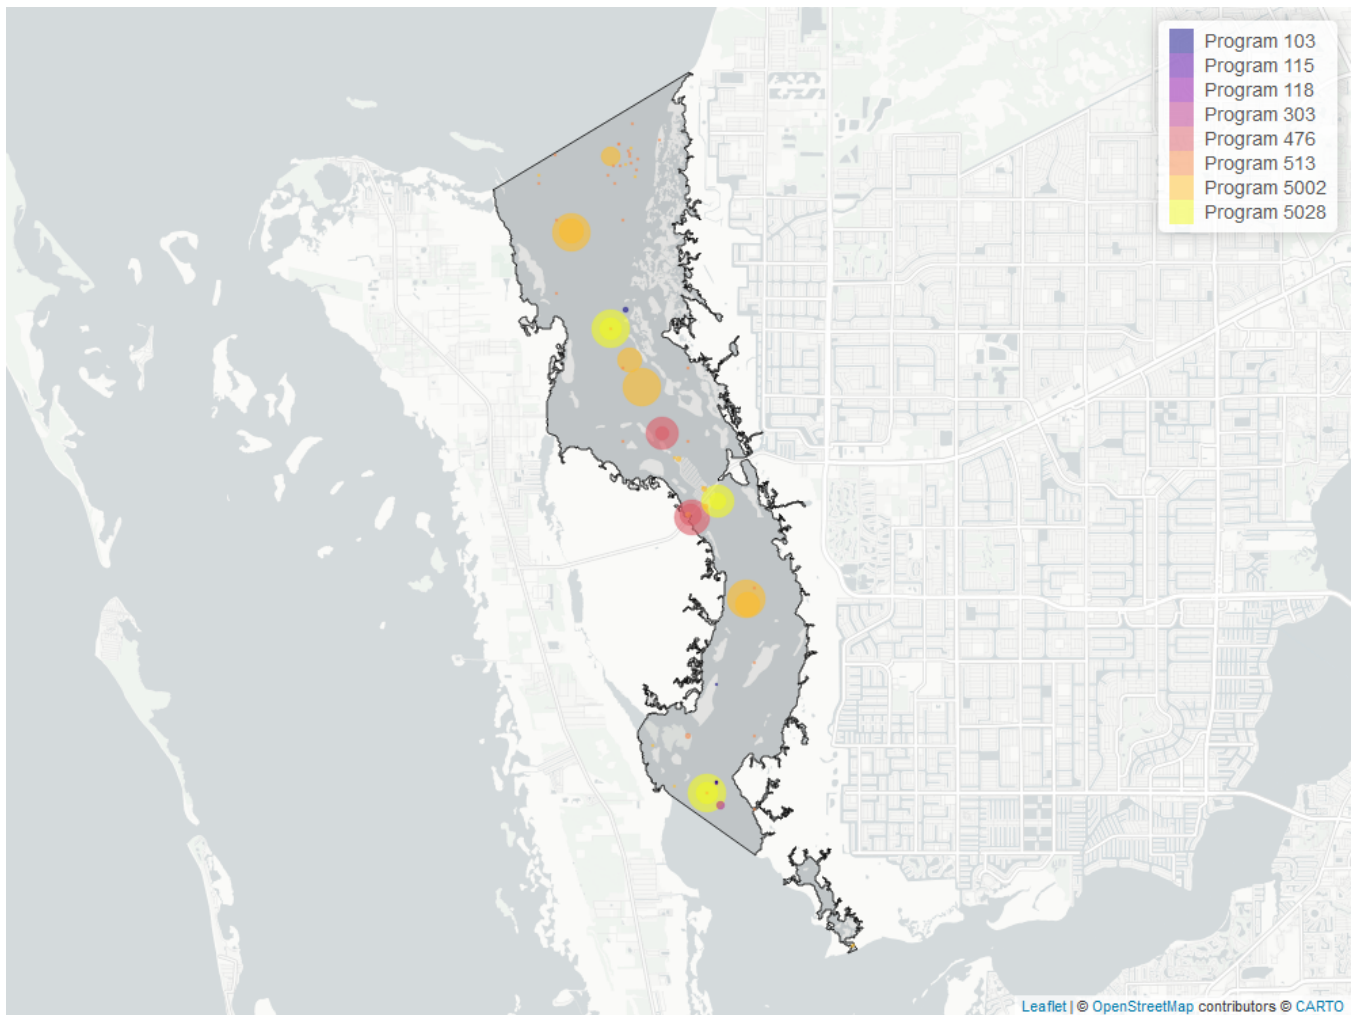 Program 103
Program 115
Program 118
Program 303
Program 476
Program 513
Program 5002
Program 5028
Leaflet | © OpenStreetMap contributors © CARTO